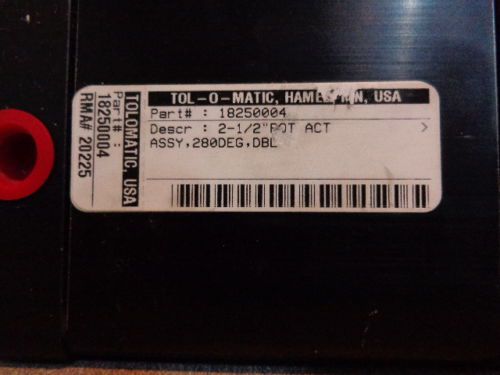 TOL-O-MATIC, HAMEL, MN, USA
Part# : 18250004
Descr : 2-1/2"ROT ACT
ASSY,280DEG,DBL
TOLOMATIC, USA
Part# :
18250004
RMA# 20225